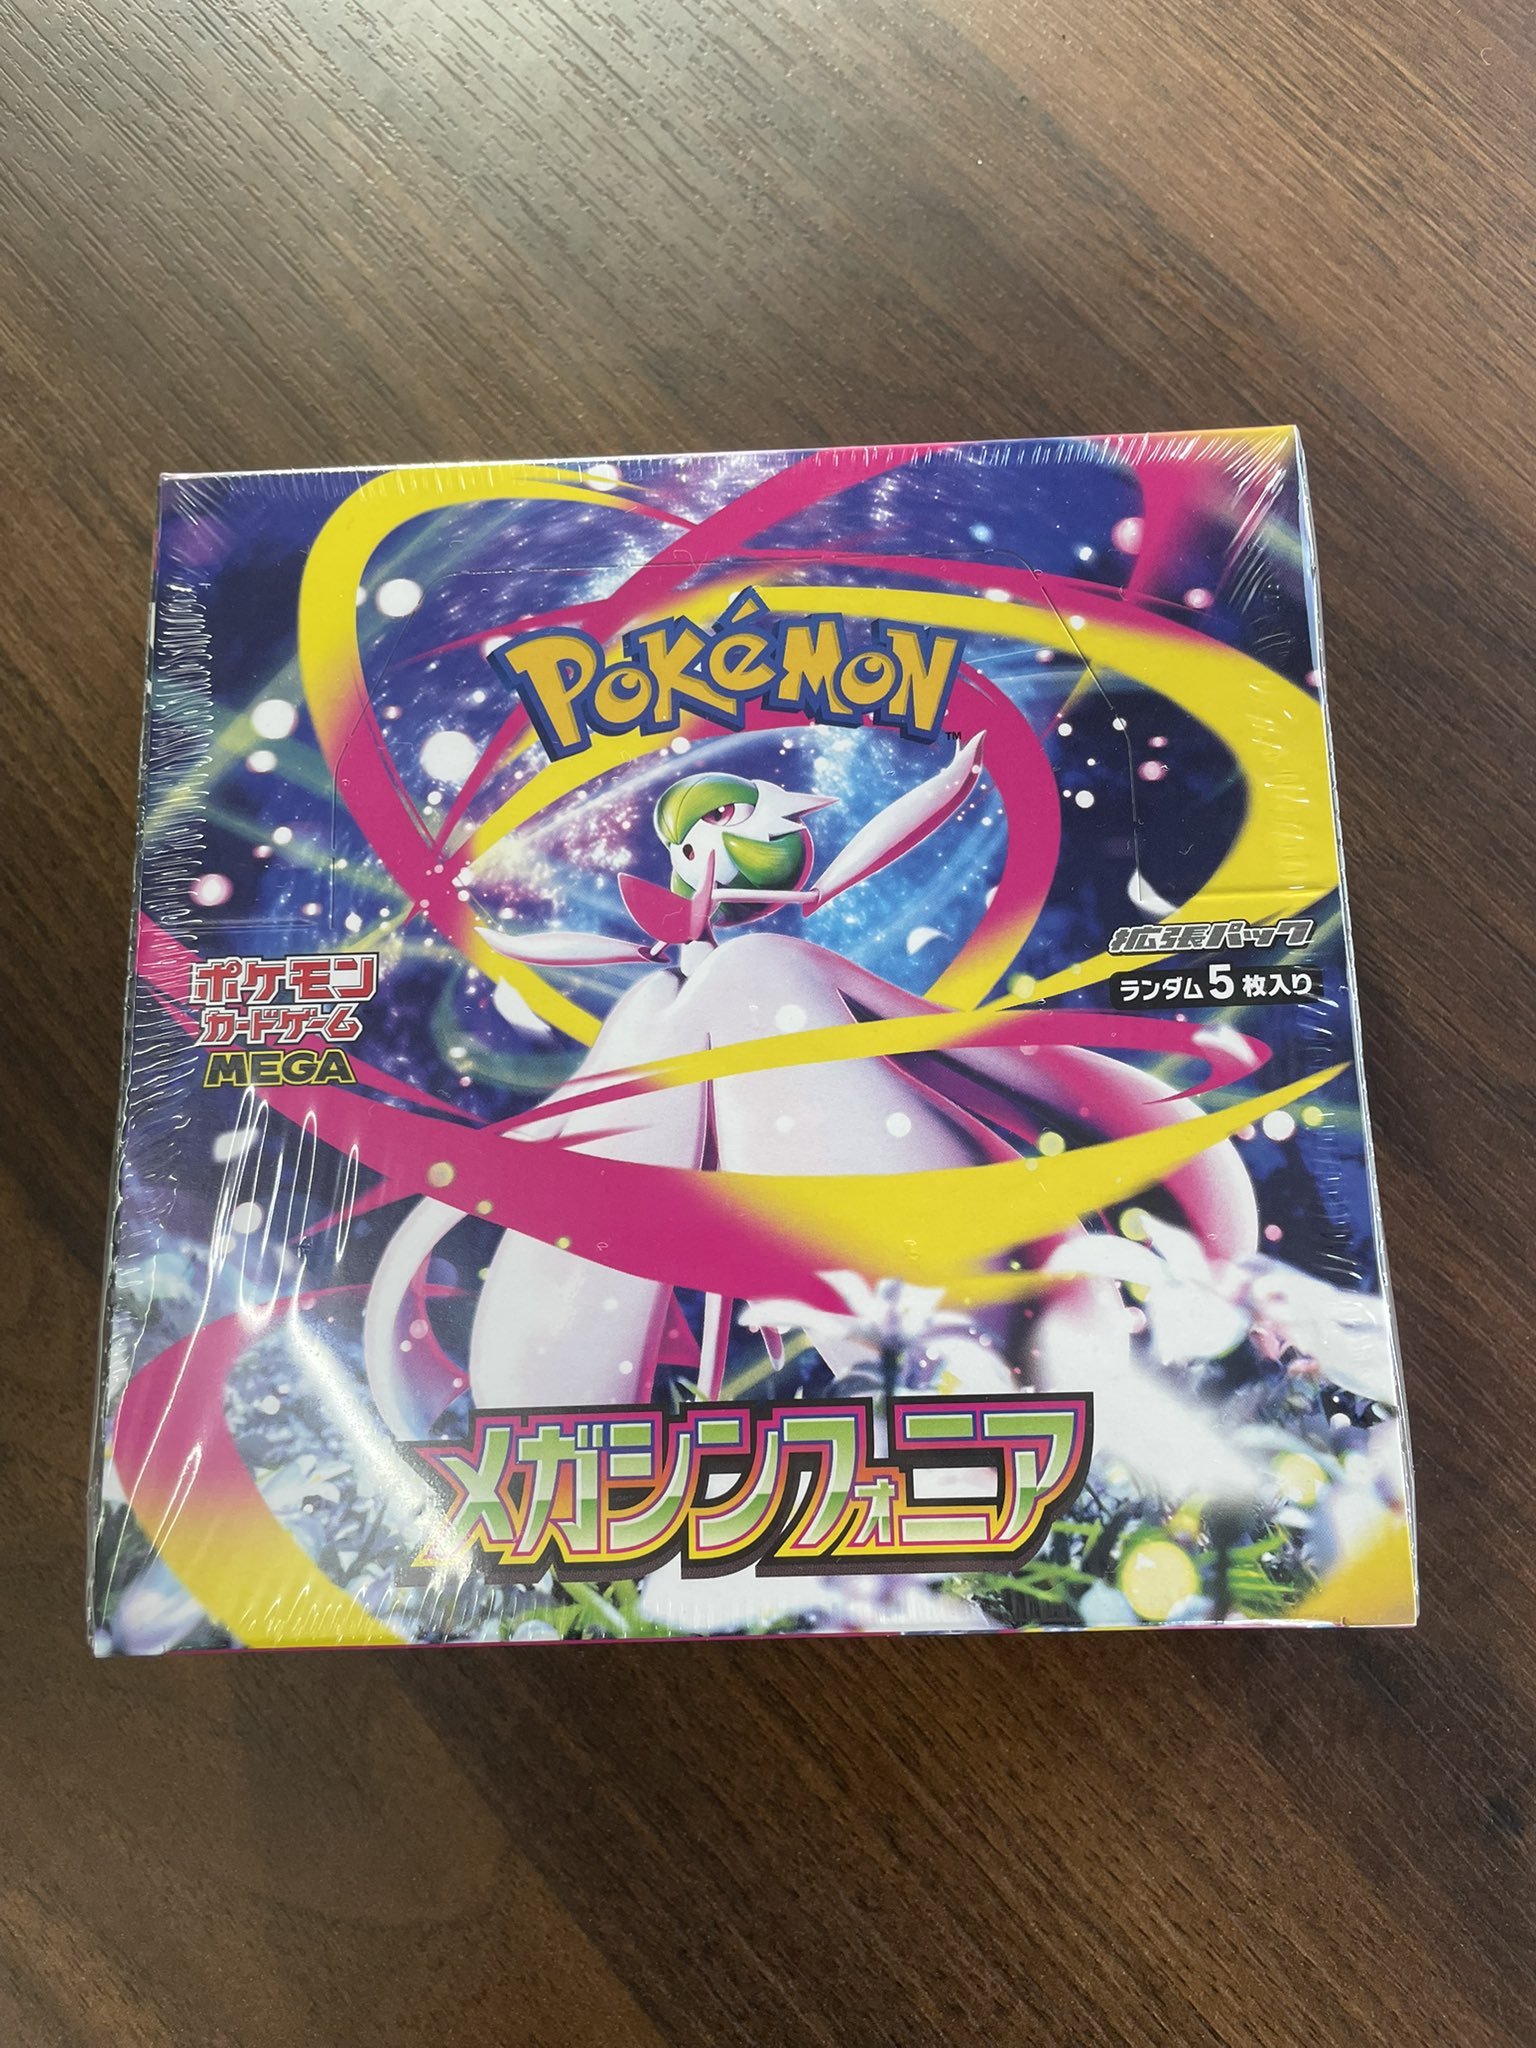 POKéMON™
拡張パック
ランダム5枚入り
ポケモン
カードゲーム
MEGA
メガシンフォニア